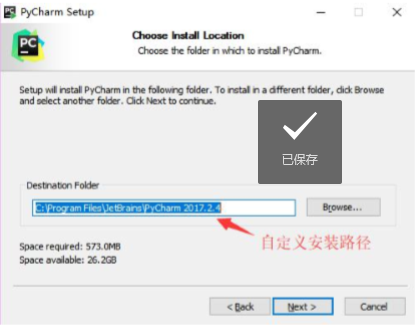 PyCharm Setup
PC
Choose Install Location
Choose the folder in which to install PyCharm.
Setup will install PyCharm in the following folder. To install in a different folder, click Browse
and select another folder. Click Next to continue.
已保存
Destination Folder
C:\Program Files\JetBrains\PyCharm 2017.2.4
Browse...
自定义安装路径
Space required: 573.0MB
Space available: 26.2GB
< Back
Next >
Cancel